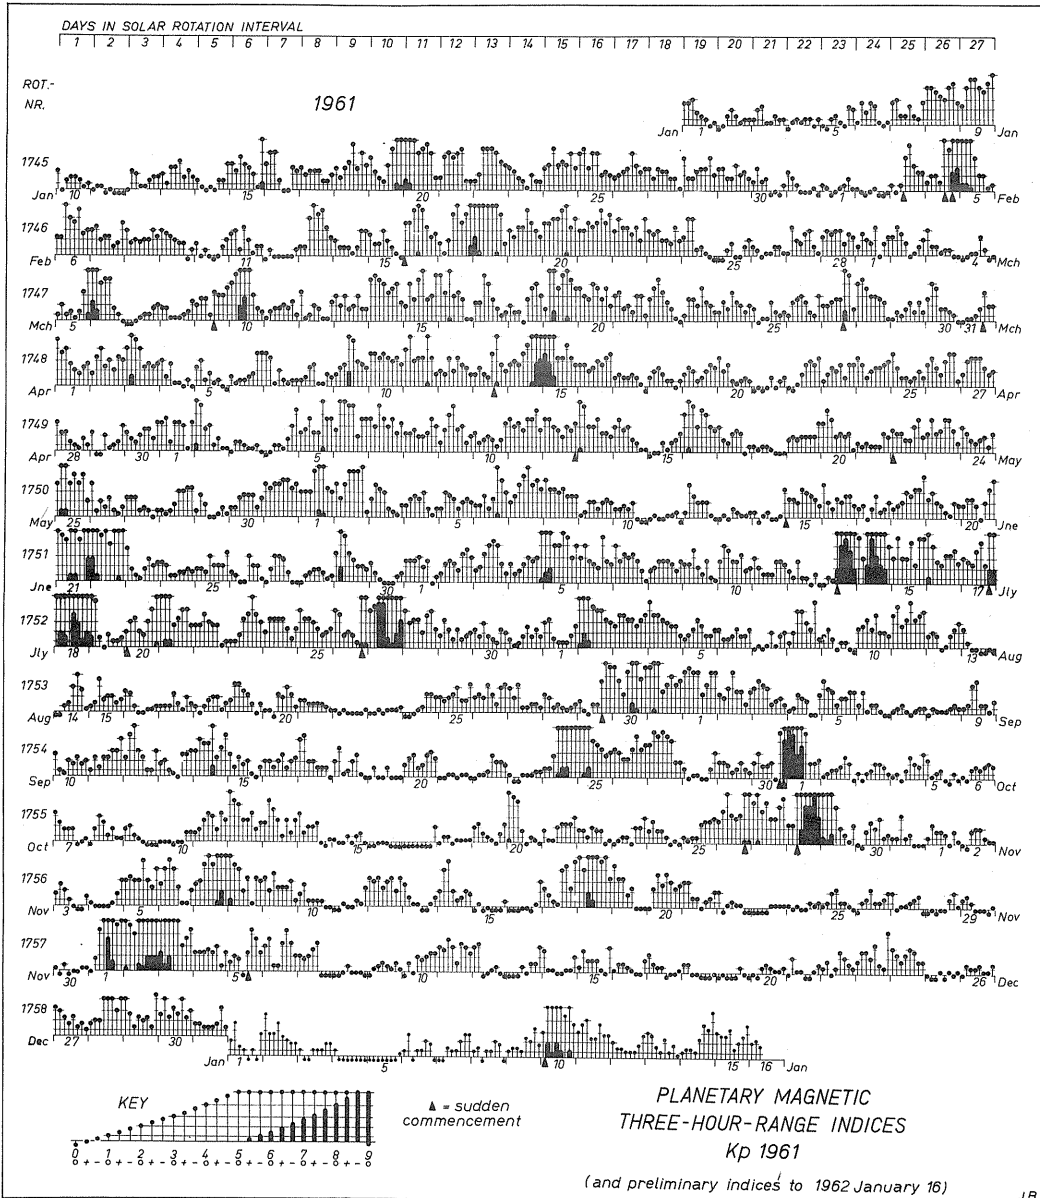 DAYS IN SOLAR ROTATION INTERVAL
1 2 3 4 5 6 7 8 9 10 11 12 13 14 15 16 17 18 19 20 21 22 23 24 25 26 27
ROT.-
NR.
1961
Jan 1 5 9 Jan
1745
Jan 10 15 20 25 30 1 5 Feb
1746
Feb 6 11 15 20 25 28 1 4 Mch
1747
Mch 5 10 15 20 25 30 31 Mch
1748
Apr 1 5 10 15 20 25 27 Apr
1749
Apr 28 30 1 5 10 15 20 24 May
1750
May 25 30 1 5 10 15 20 Jne
1751
Jne 21 25 30 1 5 10 15 17 Jly
1752
Jly 18 20 25 30 1 5 10 13 Aug
1753
Aug 14 15 20 25 30 1 5 9 Sep
1754
Sep 10 15 20 25 30 1 5 6 Oct
1755
Oct 7 10 15 20 25 30 1 2 Nov
1756
Nov 3 5 10 15 20 25 29 Nov
1757
Nov 30 1 5 10 15 20 26 Dec
1758
Dec 27 30
Jan 1 5 10 15 16 Jan
KEY
0 1 2 3 4 5 6 7 8 9
o + - o + - o + - o + - o + - o + - o + - o + - o + - o
▲ = sudden
commencement
PLANETARY MAGNETIC
THREE-HOUR-RANGE INDICES
Kp 1961
(and preliminary indices to 1962 January 16)